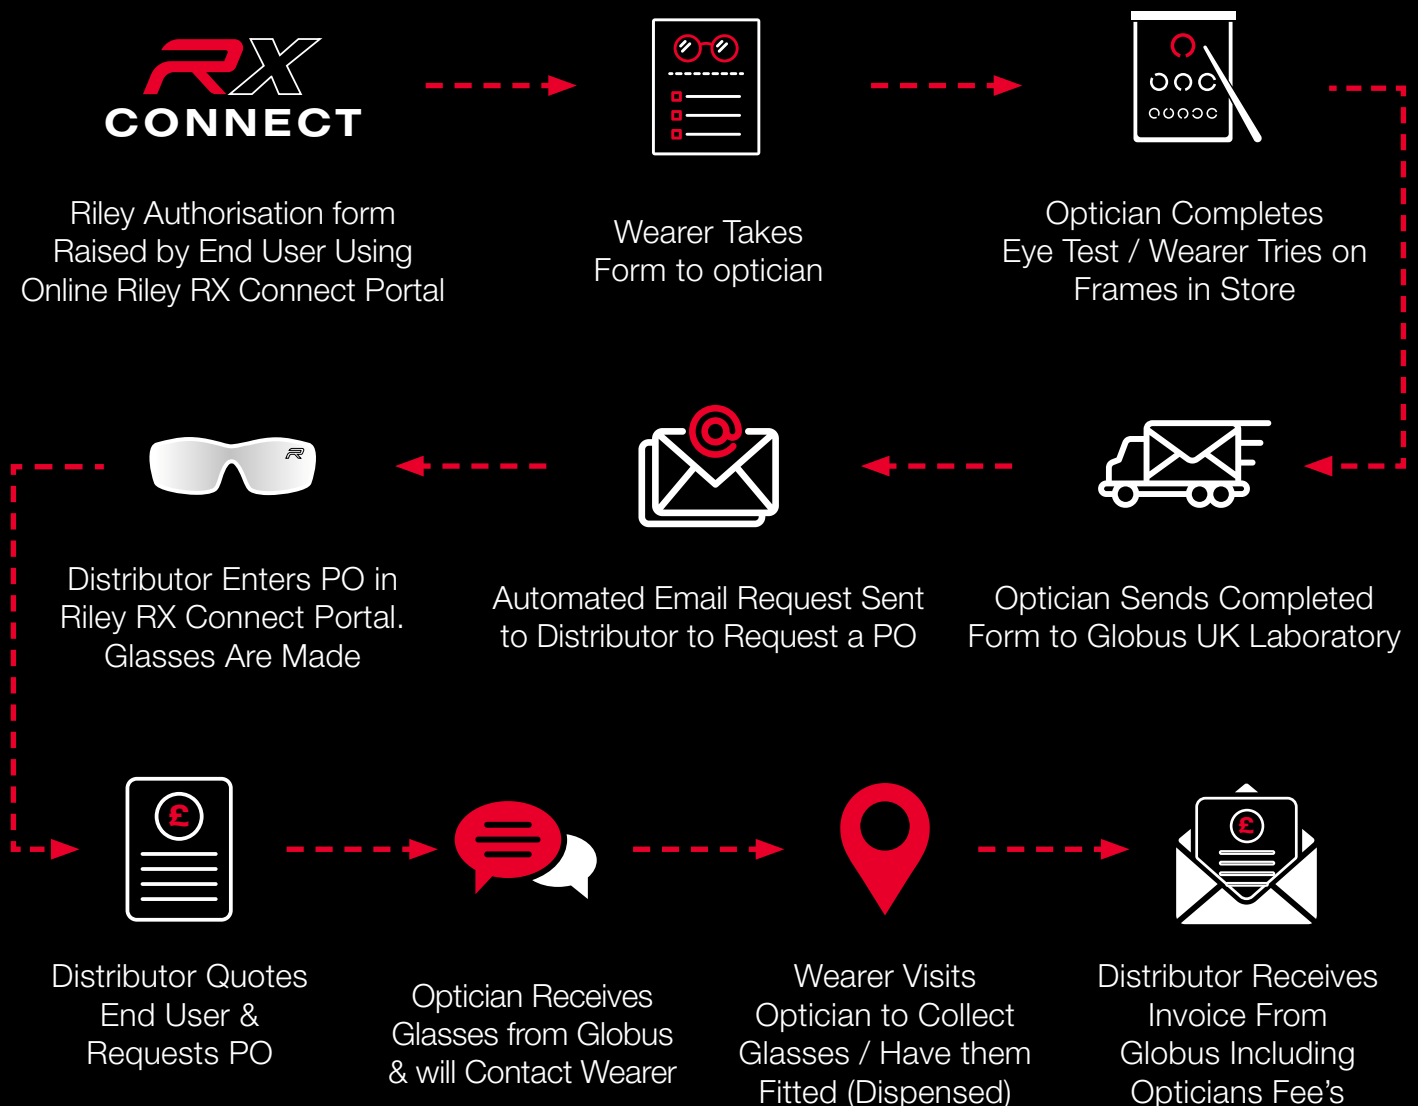 RX
CONNECT
Riley Authorisation form
Raised by End User Using
Online Riley RX Connect Portal
Wearer Takes
Form to optician
Optician Completes
Eye Test / Wearer Tries on
Frames in Store
Optician Sends Completed
Form to Globus UK Laboratory
@
Automated Email Request Sent
to Distributor to Request a PO
R
Distributor Enters PO in
Riley RX Connect Portal.
Glasses Are Made
£
Distributor Quotes
End User &
Requests PO
Optician Receives
Glasses from Globus
& will Contact Wearer
Wearer Visits
Optician to Collect
Glasses / Have them
Fitted (Dispensed)
£
Distributor Receives
Invoice From
Globus Including
Opticians Fee's